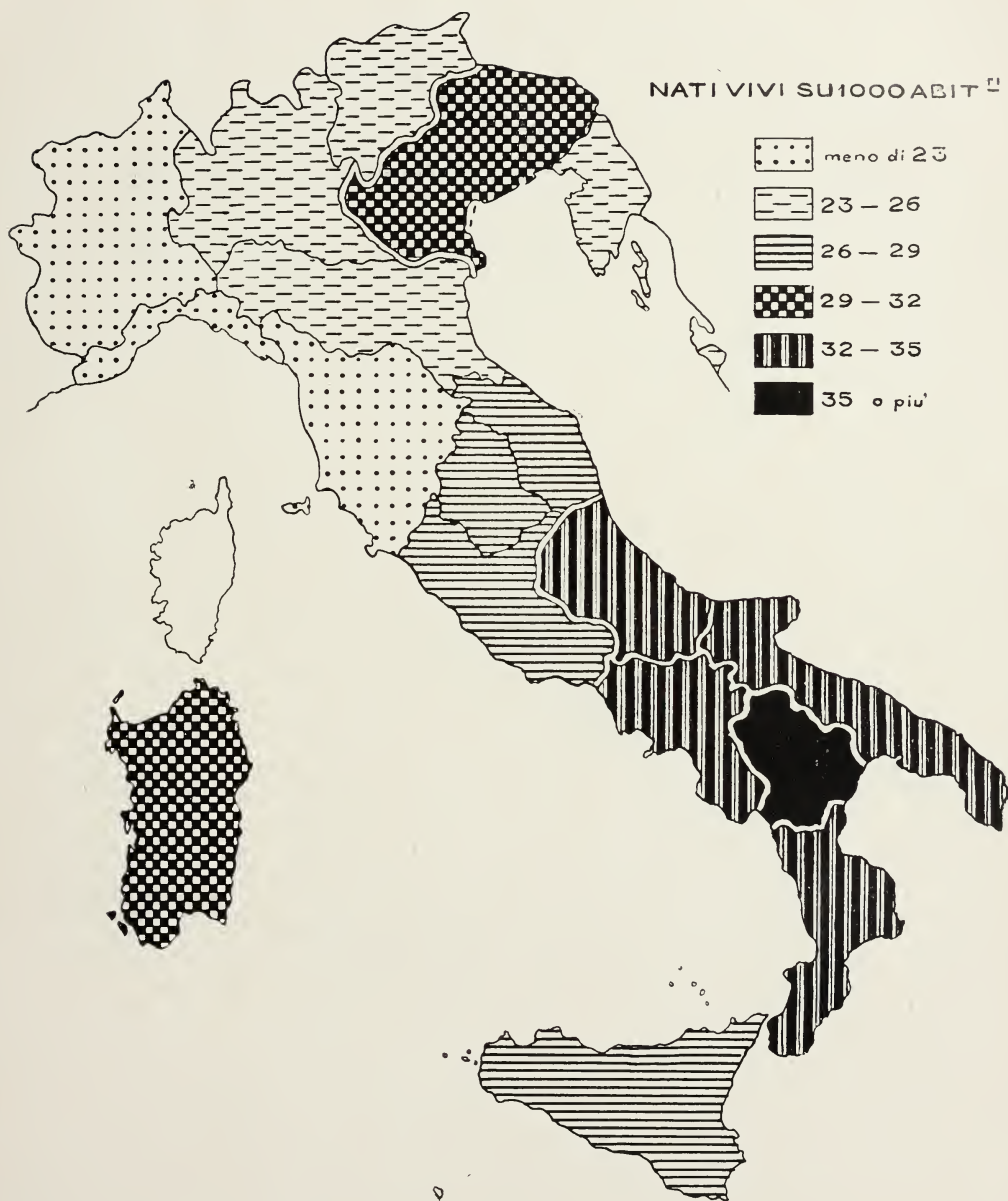 NATI VIVI SU 1000 ABIT.TI
meno di 23
23 — 26
26 — 29
29 — 32
32 — 35
35 o piu'